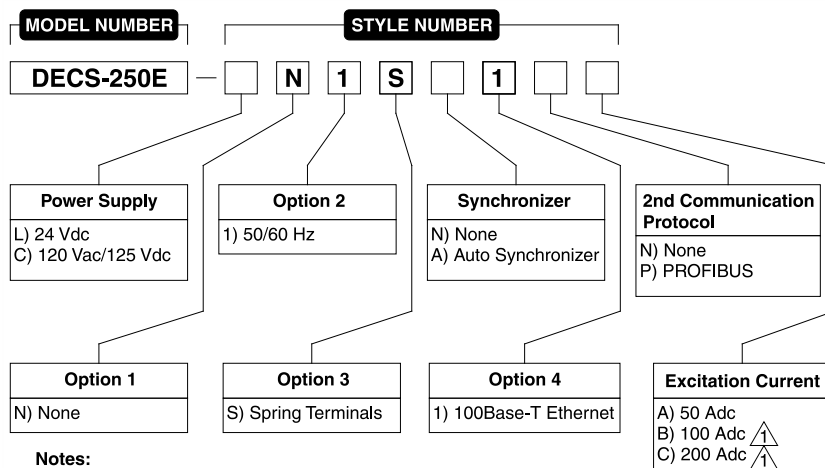 MODEL NUMBER STYLE NUMBER
DECS-250E — N 1 S 1
Power Supply
L) 24 Vdc
C) 120 Vac/125 Vdc
Option 2
1) 50/60 Hz
Synchronizer
N) None
A) Auto Synchronizer
2nd Communication
Protocol
N) None
P) PROFIBUS
Option 1
N) None
Option 3
S) Spring Terminals
Option 4
1) 100Base-T Ethernet
Excitation Current
A) 50 Adc
B) 100 Adc 1
C) 200 Adc 1
Notes: